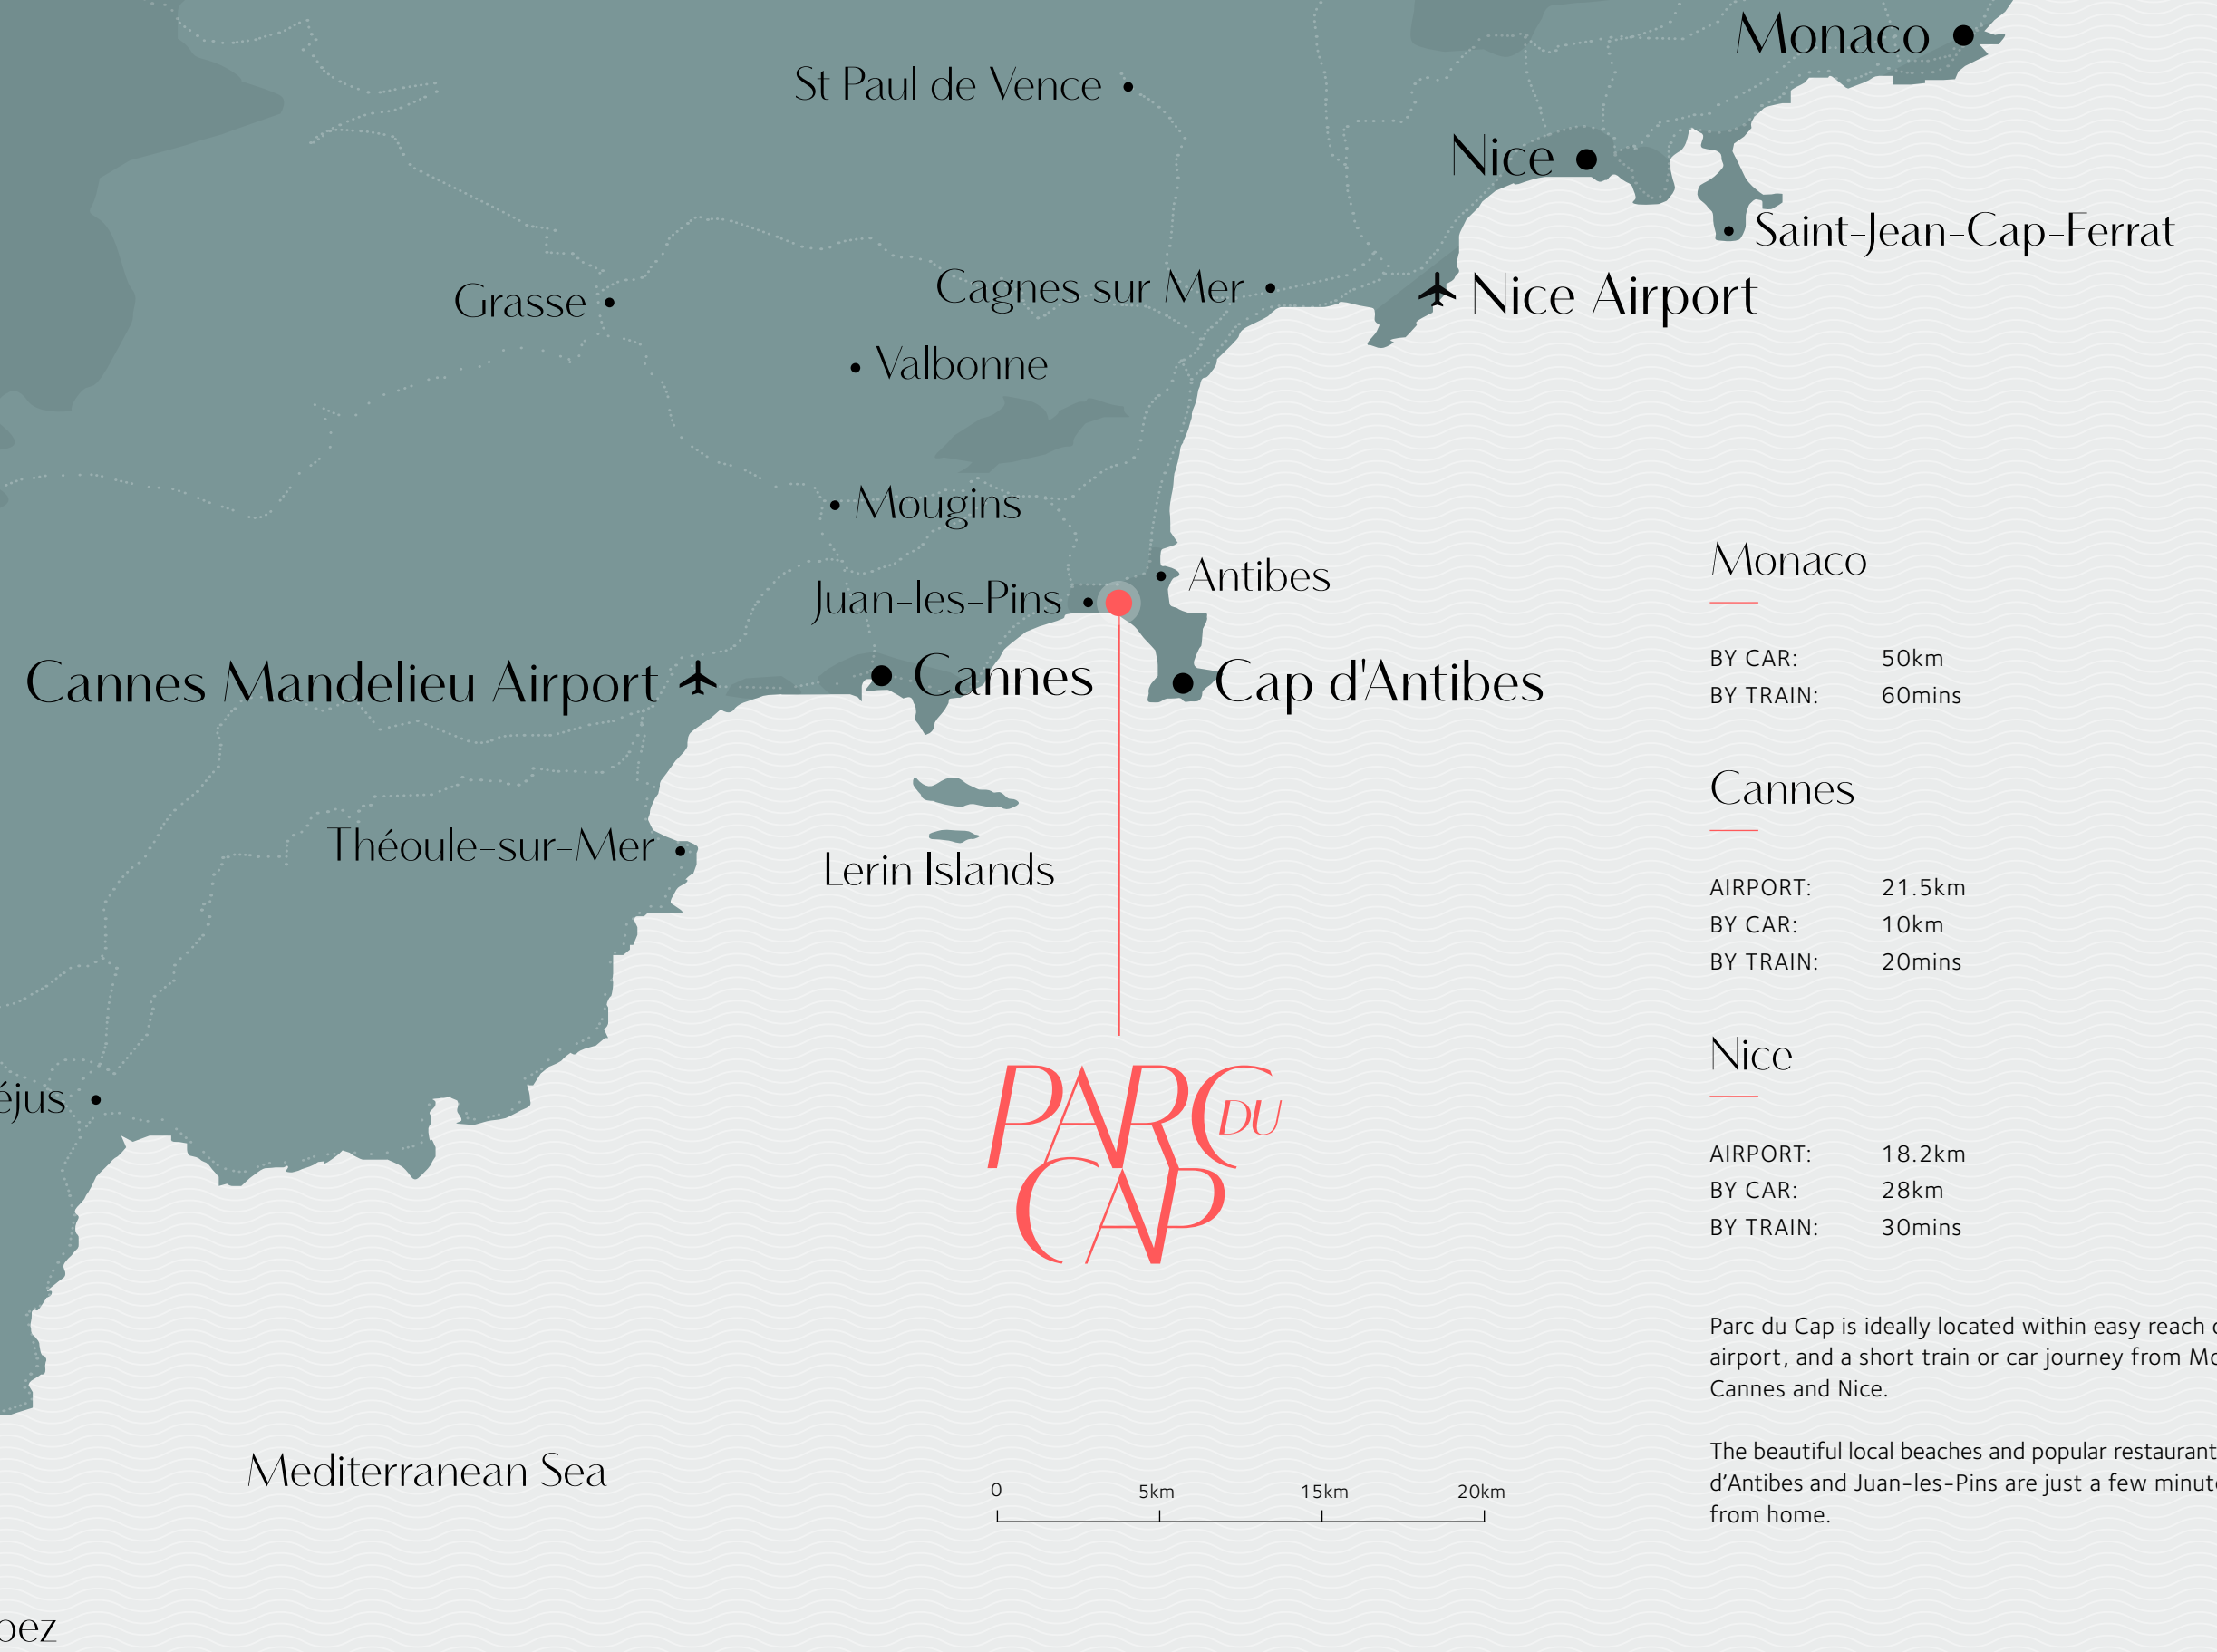 Monaco
St Paul de Vence
Nice
Saint-Jean-Cap-Ferrat
Cagnes sur Mer
Nice Airport
Grasse
Valbonne
Mougins
Antibes
Juan-les-Pins
Cannes Mandelieu Airport
Cannes
Cap d'Antibes
Théoule-sur-Mer
Lerin Islands
éjus
PARC DU
CAP
Mediterranean Sea
0 5km 15km 20km
pez
Monaco
BY CAR: 50km
BY TRAIN: 60mins
Cannes
AIRPORT: 21.5km
BY CAR: 10km
BY TRAIN: 20mins
Nice
AIRPORT: 18.2km
BY CAR: 28km
BY TRAIN: 30mins
Parc du Cap is ideally located within easy reach
airport, and a short train or car journey from
Cannes and Nice.
The beautiful local beaches and popular restaurant
d'Antibes and Juan-les-Pins are just a few minut
from home.